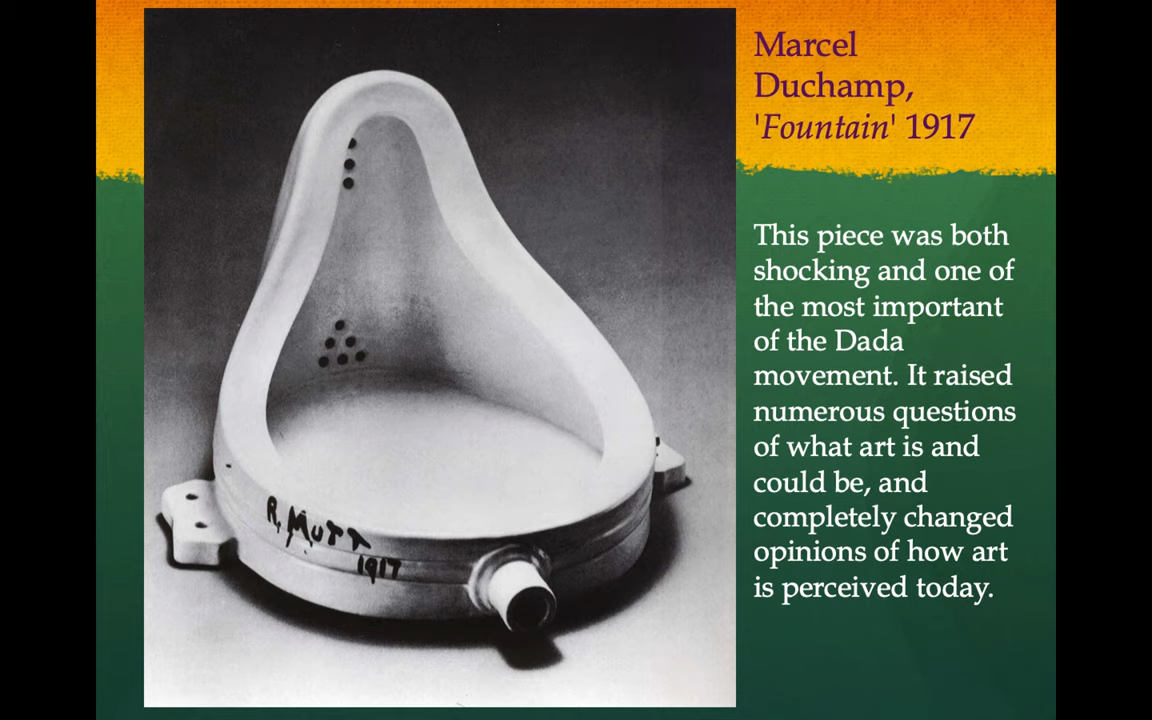 Marcel
Duchamp,
'Fountain' 1917
This piece was both
shocking and one of
the most important
of the Dada
movement. It raised
numerous questions
of what art is and
could be, and
completely changed
opinions of how art
is perceived today.
R. MUTT
1917